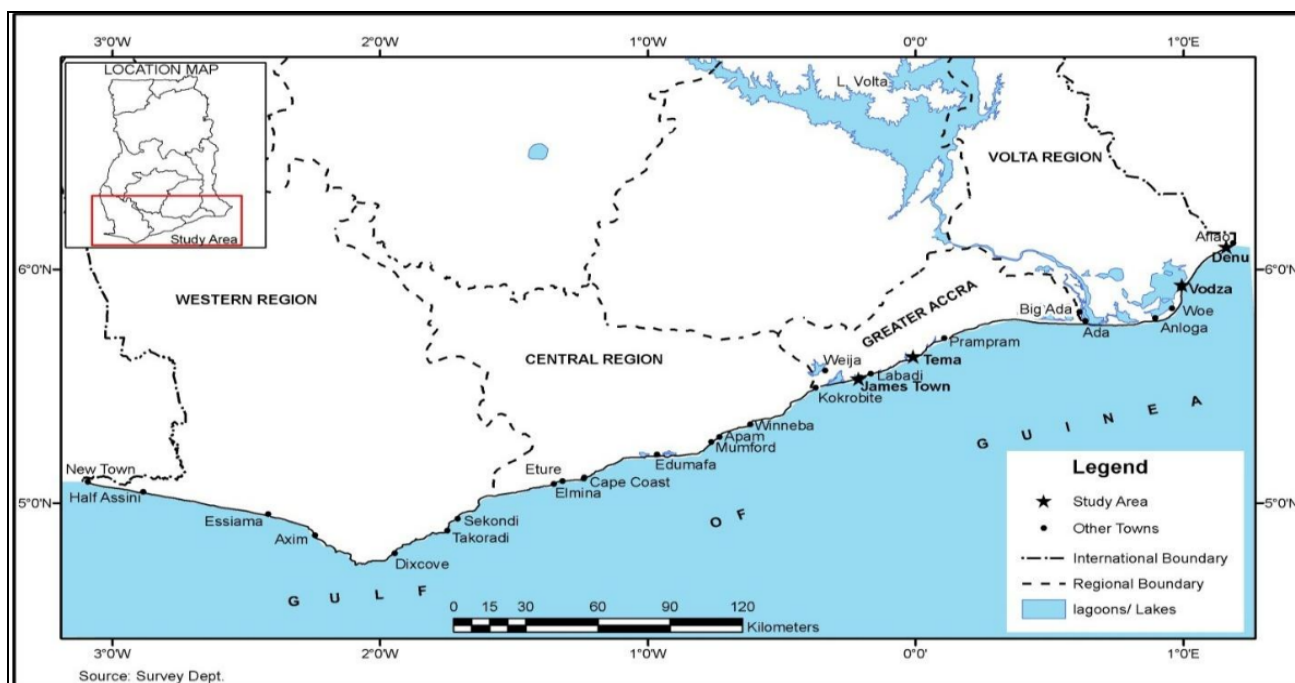 3°0'W 2°0'W 1°0'W 0°0' 1°0'E
LOCATION MAP
Study Area
L. Volta
VOLTA REGION
6°0'N 6°0'N
WESTERN REGION
CENTRAL REGION
GREATER ACCRA
Aflao
Denu
Vodza
Woe
Anloga
Big Ada
Ada
Prampram
Tema
Weija
Labadi
James Town
Kokrobite
Winneba
Apam
Mumford
Edumafa
Eture
Cape Coast
Elmina
New Town
Half Assini
5°0'N 5°0'N
Essiama
Axim
Sekondi
Takoradi
Dixcove
GULF OF GUINEA
Legend
Study Area
Other Towns
International Boundary
Regional Boundary
lagoons/ Lakes
0 15 30 60 90 120
Kilometers
3°0'W 2°0'W 1°0'W 0°0' 1°0'E
Source: Survey Dept.